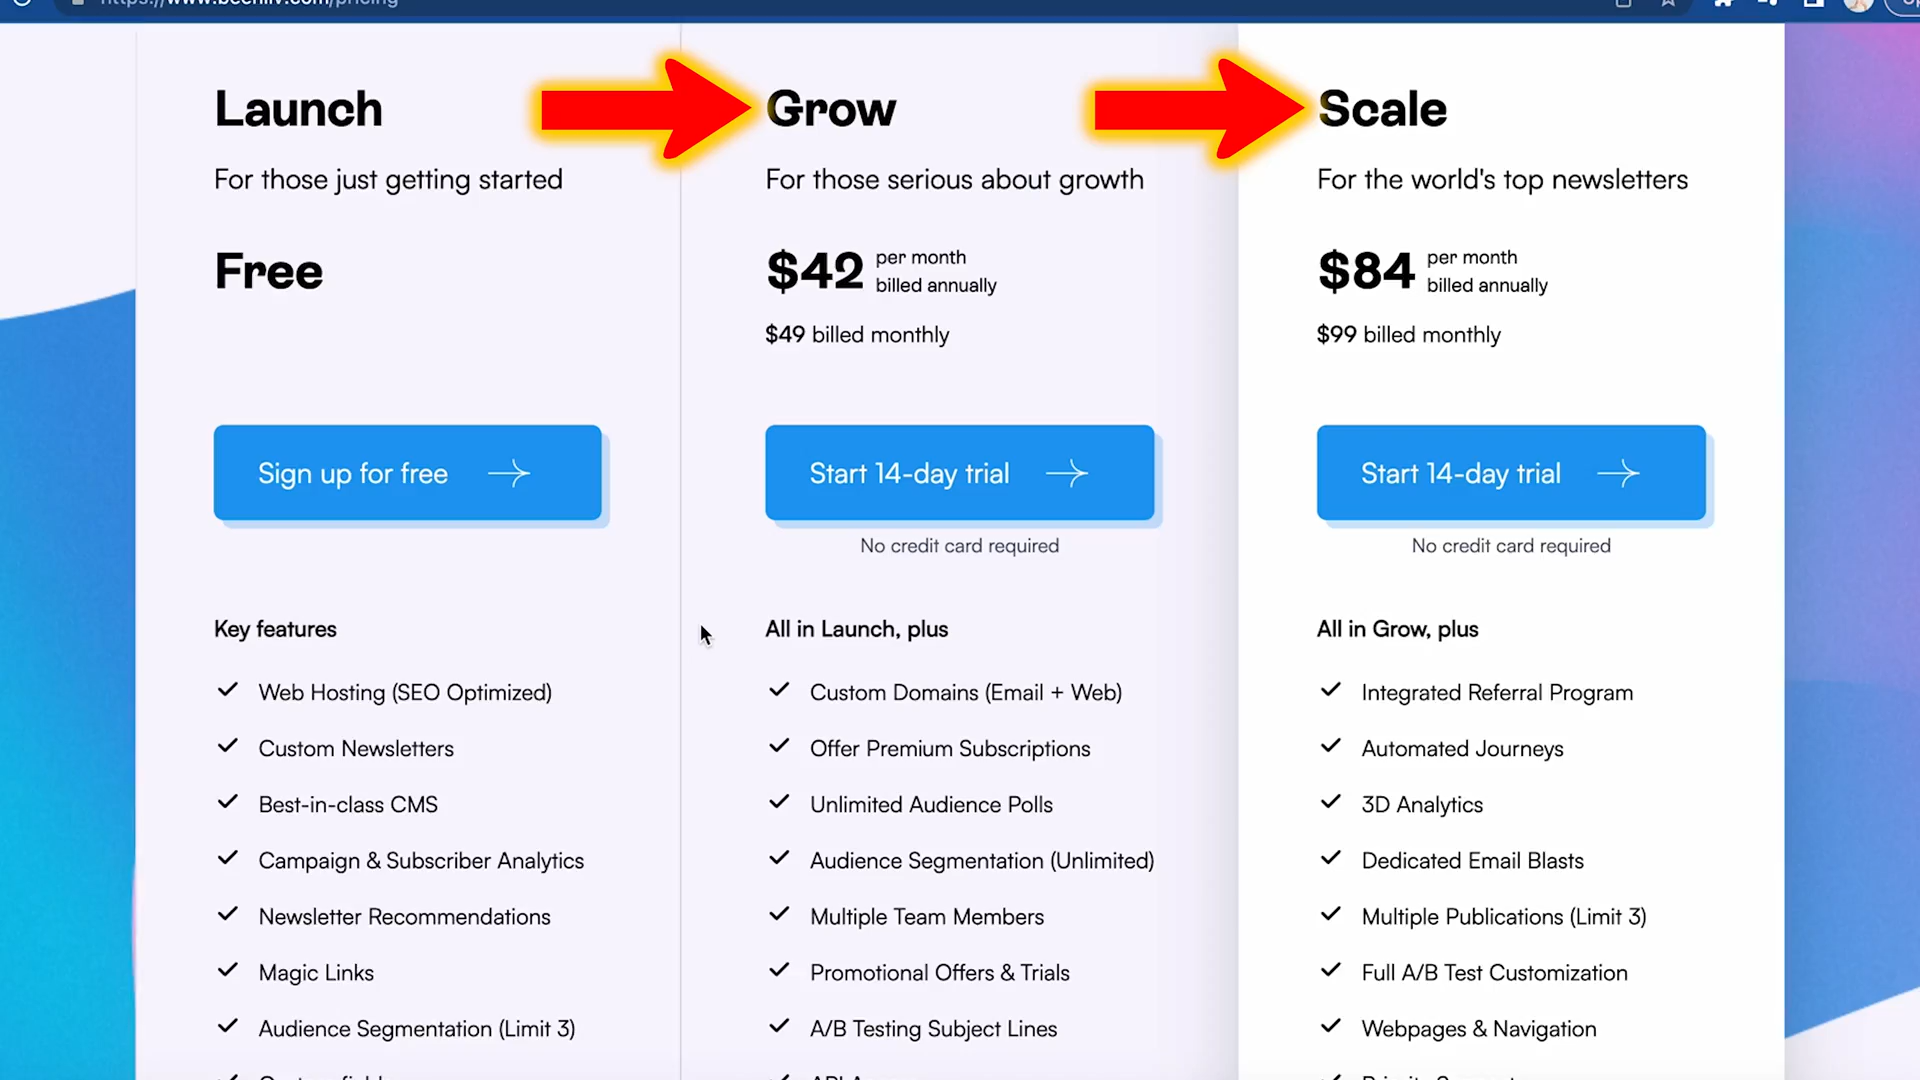 https://www.beehiiv.com/pricing
Launch
For those just getting started
Free
Sign up for free
Key features
Web Hosting (SEO Optimized)
Custom Newsletters
Best-in-class CMS
Campaign & Subscriber Analytics
Newsletter Recommendations
Magic Links
Audience Segmentation (Limit 3)
Grow
For those serious about growth
$42 per month
billed annually
$49 billed monthly
Start 14-day trial
No credit card required
All in Launch, plus
Custom Domains (Email + Web)
Offer Premium Subscriptions
Unlimited Audience Polls
Audience Segmentation (Unlimited)
Multiple Team Members
Promotional Offers & Trials
A/B Testing Subject Lines
Scale
For the world's top newsletters
$84 per month
billed annually
$99 billed monthly
Start 14-day trial
No credit card required
All in Grow, plus
Integrated Referral Program
Automated Journeys
3D Analytics
Dedicated Email Blasts
Multiple Publications (Limit 3)
Full A/B Test Customization
Webpages & Navigation